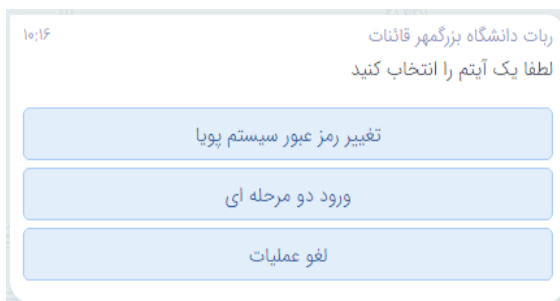 ربات دانشگاه بزرگمهر قائنات ۱۰:۱۶
لطفا یک آیتم را انتخاب کنید
تغییر رمز عبور سیستم پویا
ورود دو مرحله ای
لغو عملیات